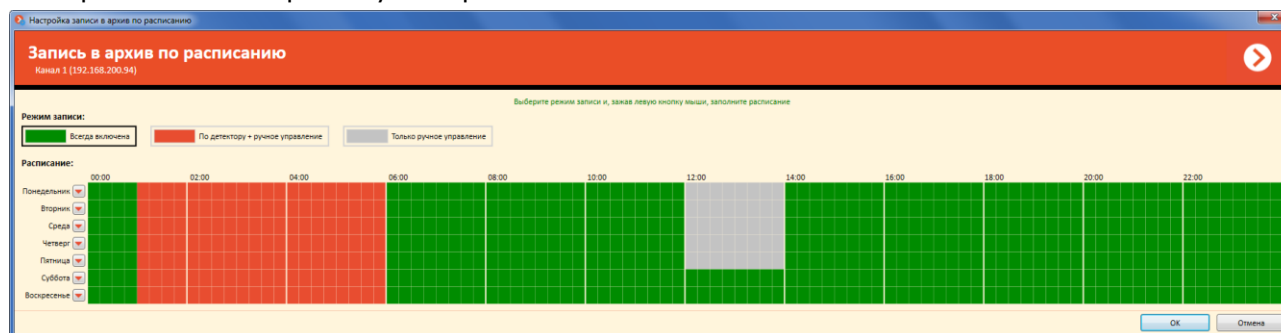 Настройка записи в архив по расписанию
Запись в архив по расписанию
Канал 1 (192.168.200.94)
Выберите режим записи и, зажав левую кнопку мыши, заполните расписание
Режим записи:
Всегда включена По детектору + ручное управление Только ручное управление
Расписание:
00:00 02:00 04:00 06:00 08:00 10:00 12:00 14:00 16:00 18:00 20:00 22:00
Понедельник
Вторник
Среда
Четверг
Пятница
Суббота
Воскресенье
OK Отмена